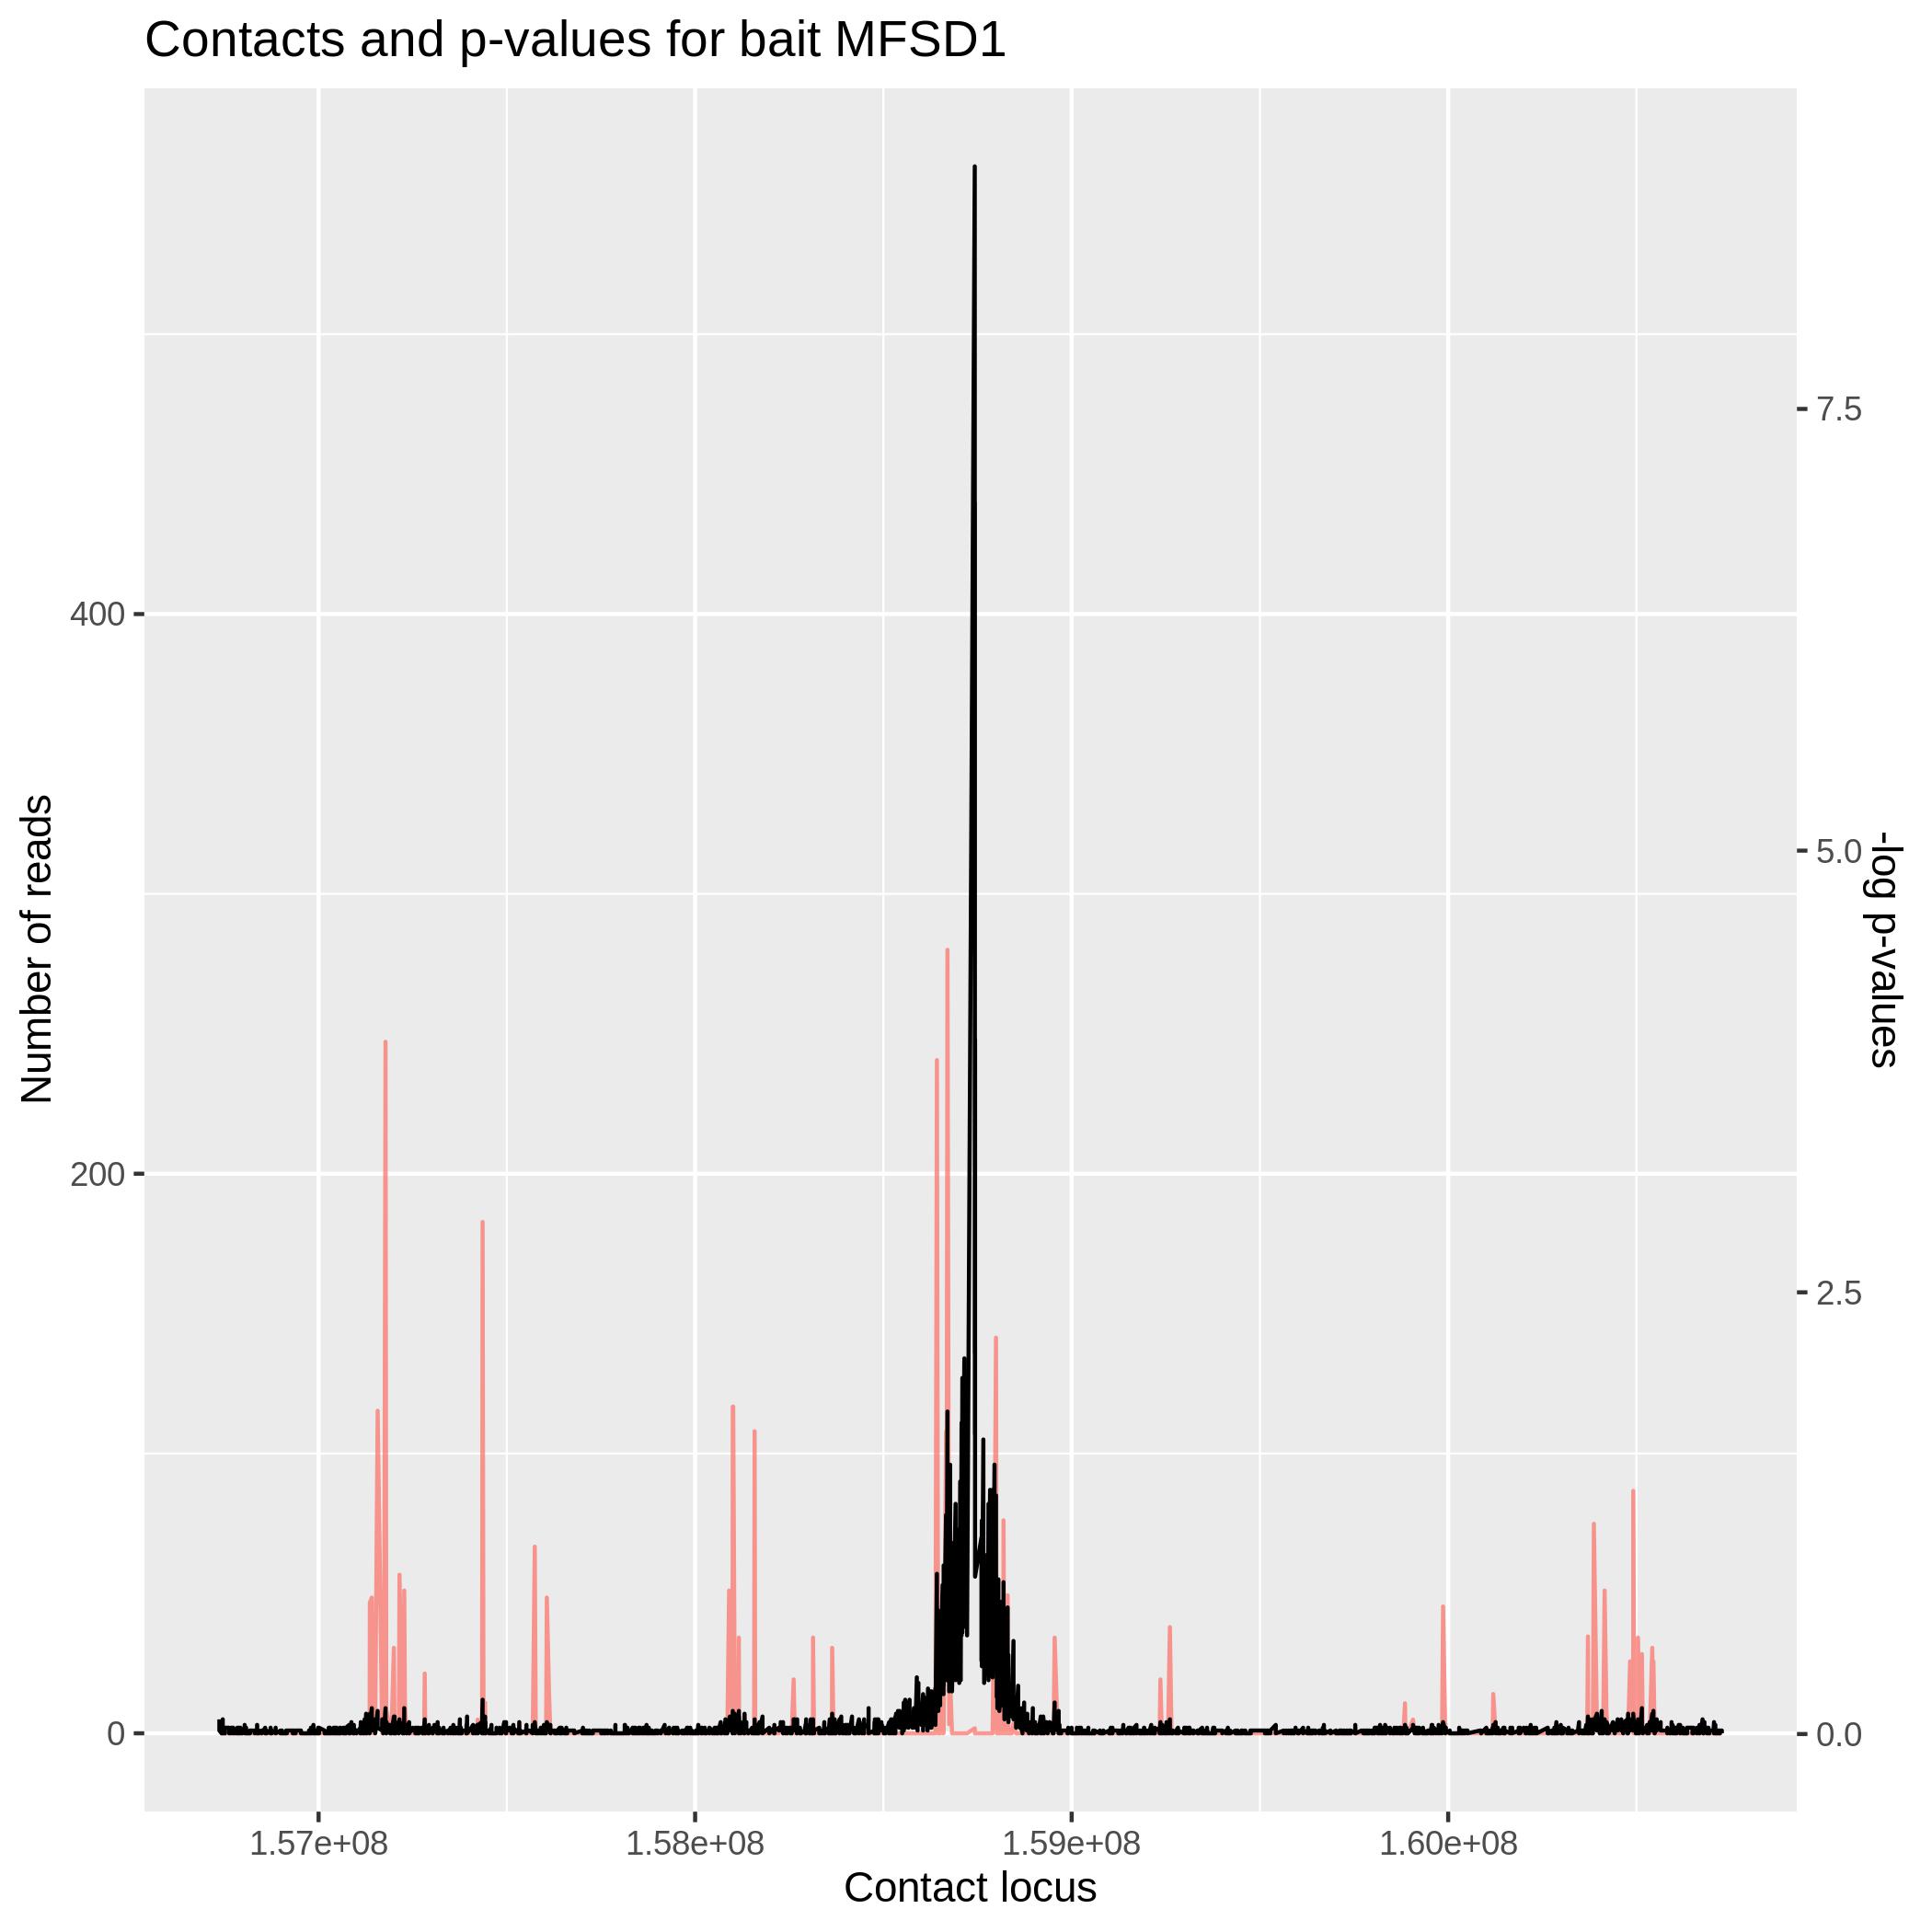 Contacts and p-values for bait MFSD1
Number of reads
400
200
0
7.5
5.0
2.5
0.0
-log p-values
1.57e+08
1.58e+08
1.59e+08
1.60e+08
Contact locus